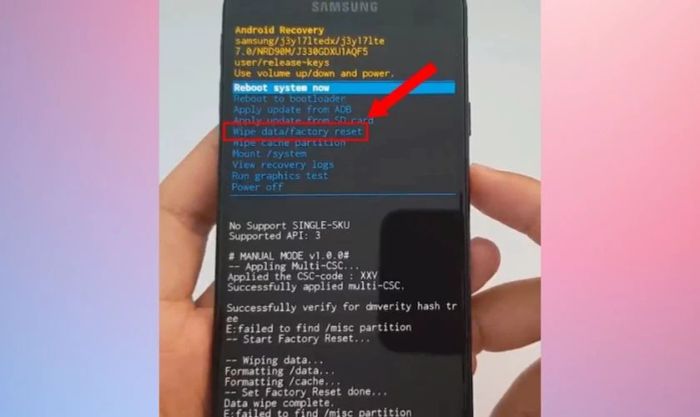 SAMSUNG
Android Recovery
samsung/j3y17ltedx/j3y17lte
7.0/NRD90M/J330GDXU1AQF5
user/release-keys
Use volume up/down and power.
Reboot system now
Reboot to bootloader
Apply update from ADB
Apply update from SD card
Wipe data/factory reset
Wipe cache partition
Mount /system
View recovery logs
Run graphics test
Power off
No Support SINGLE-SKU
Supported API: 3
# MANUAL MODE v1.0.0#
-- Appling Multi-CSC...
Applied the CSC-code : XXV
Successfully applied multi-CSC.
Successfully verify for dmverity hash tr
ee
E:failed to find /misc partition
-- Start Factory Reset...
-- Wiping data...
Formatting /data...
Formatting /cache...
-- Set Factory Reset done...
Data wipe complete.
E:failed to find /misc partition